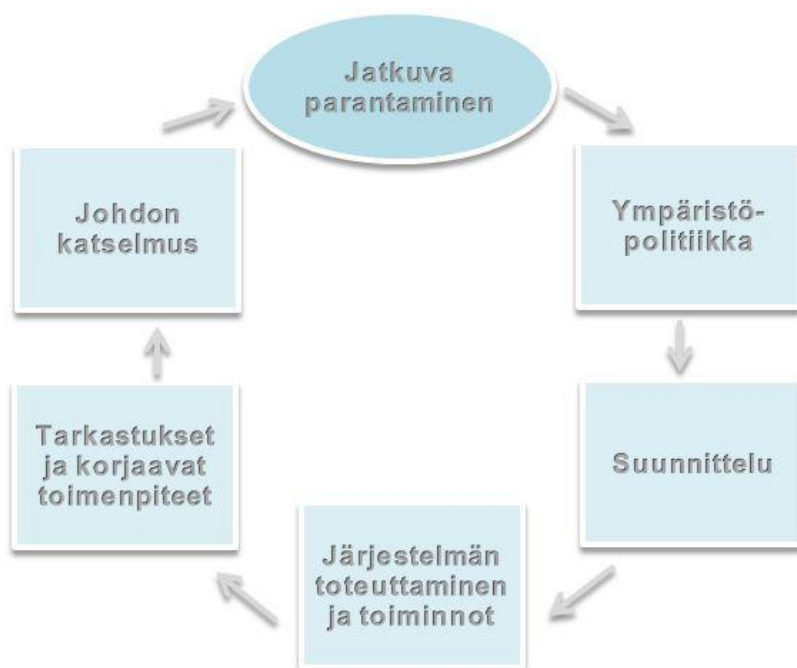 Jatkuva
parantaminen
Ympäristö-
politiikka
Suunnittelu
Järjestelmän
toteuttaminen
ja toiminnot
Tarkastukset
ja korjaavat
toimenpiteet
Johdon
katselmus